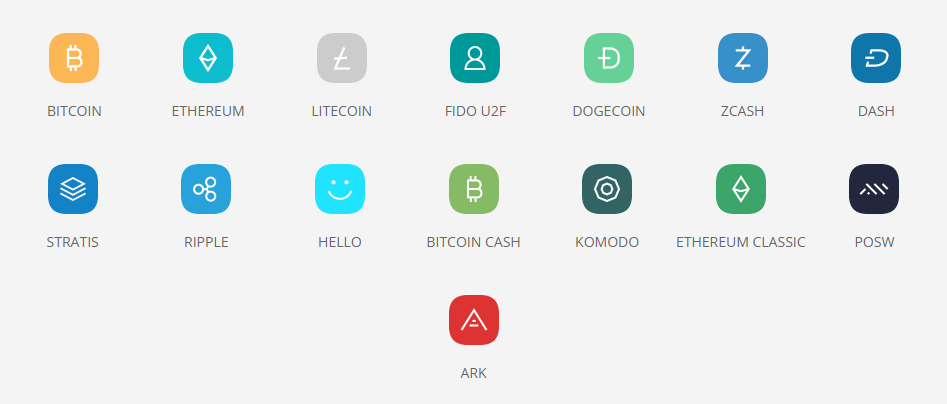 BITCOIN
ETHEREUM
LITECOIN
FIDO U2F
DOGECOIN
ZCASH
DASH
STRATIS
RIPPLE
HELLO
BITCOIN CASH
KOMODO
ETHEREUM CLASSIC
POSW
ARK